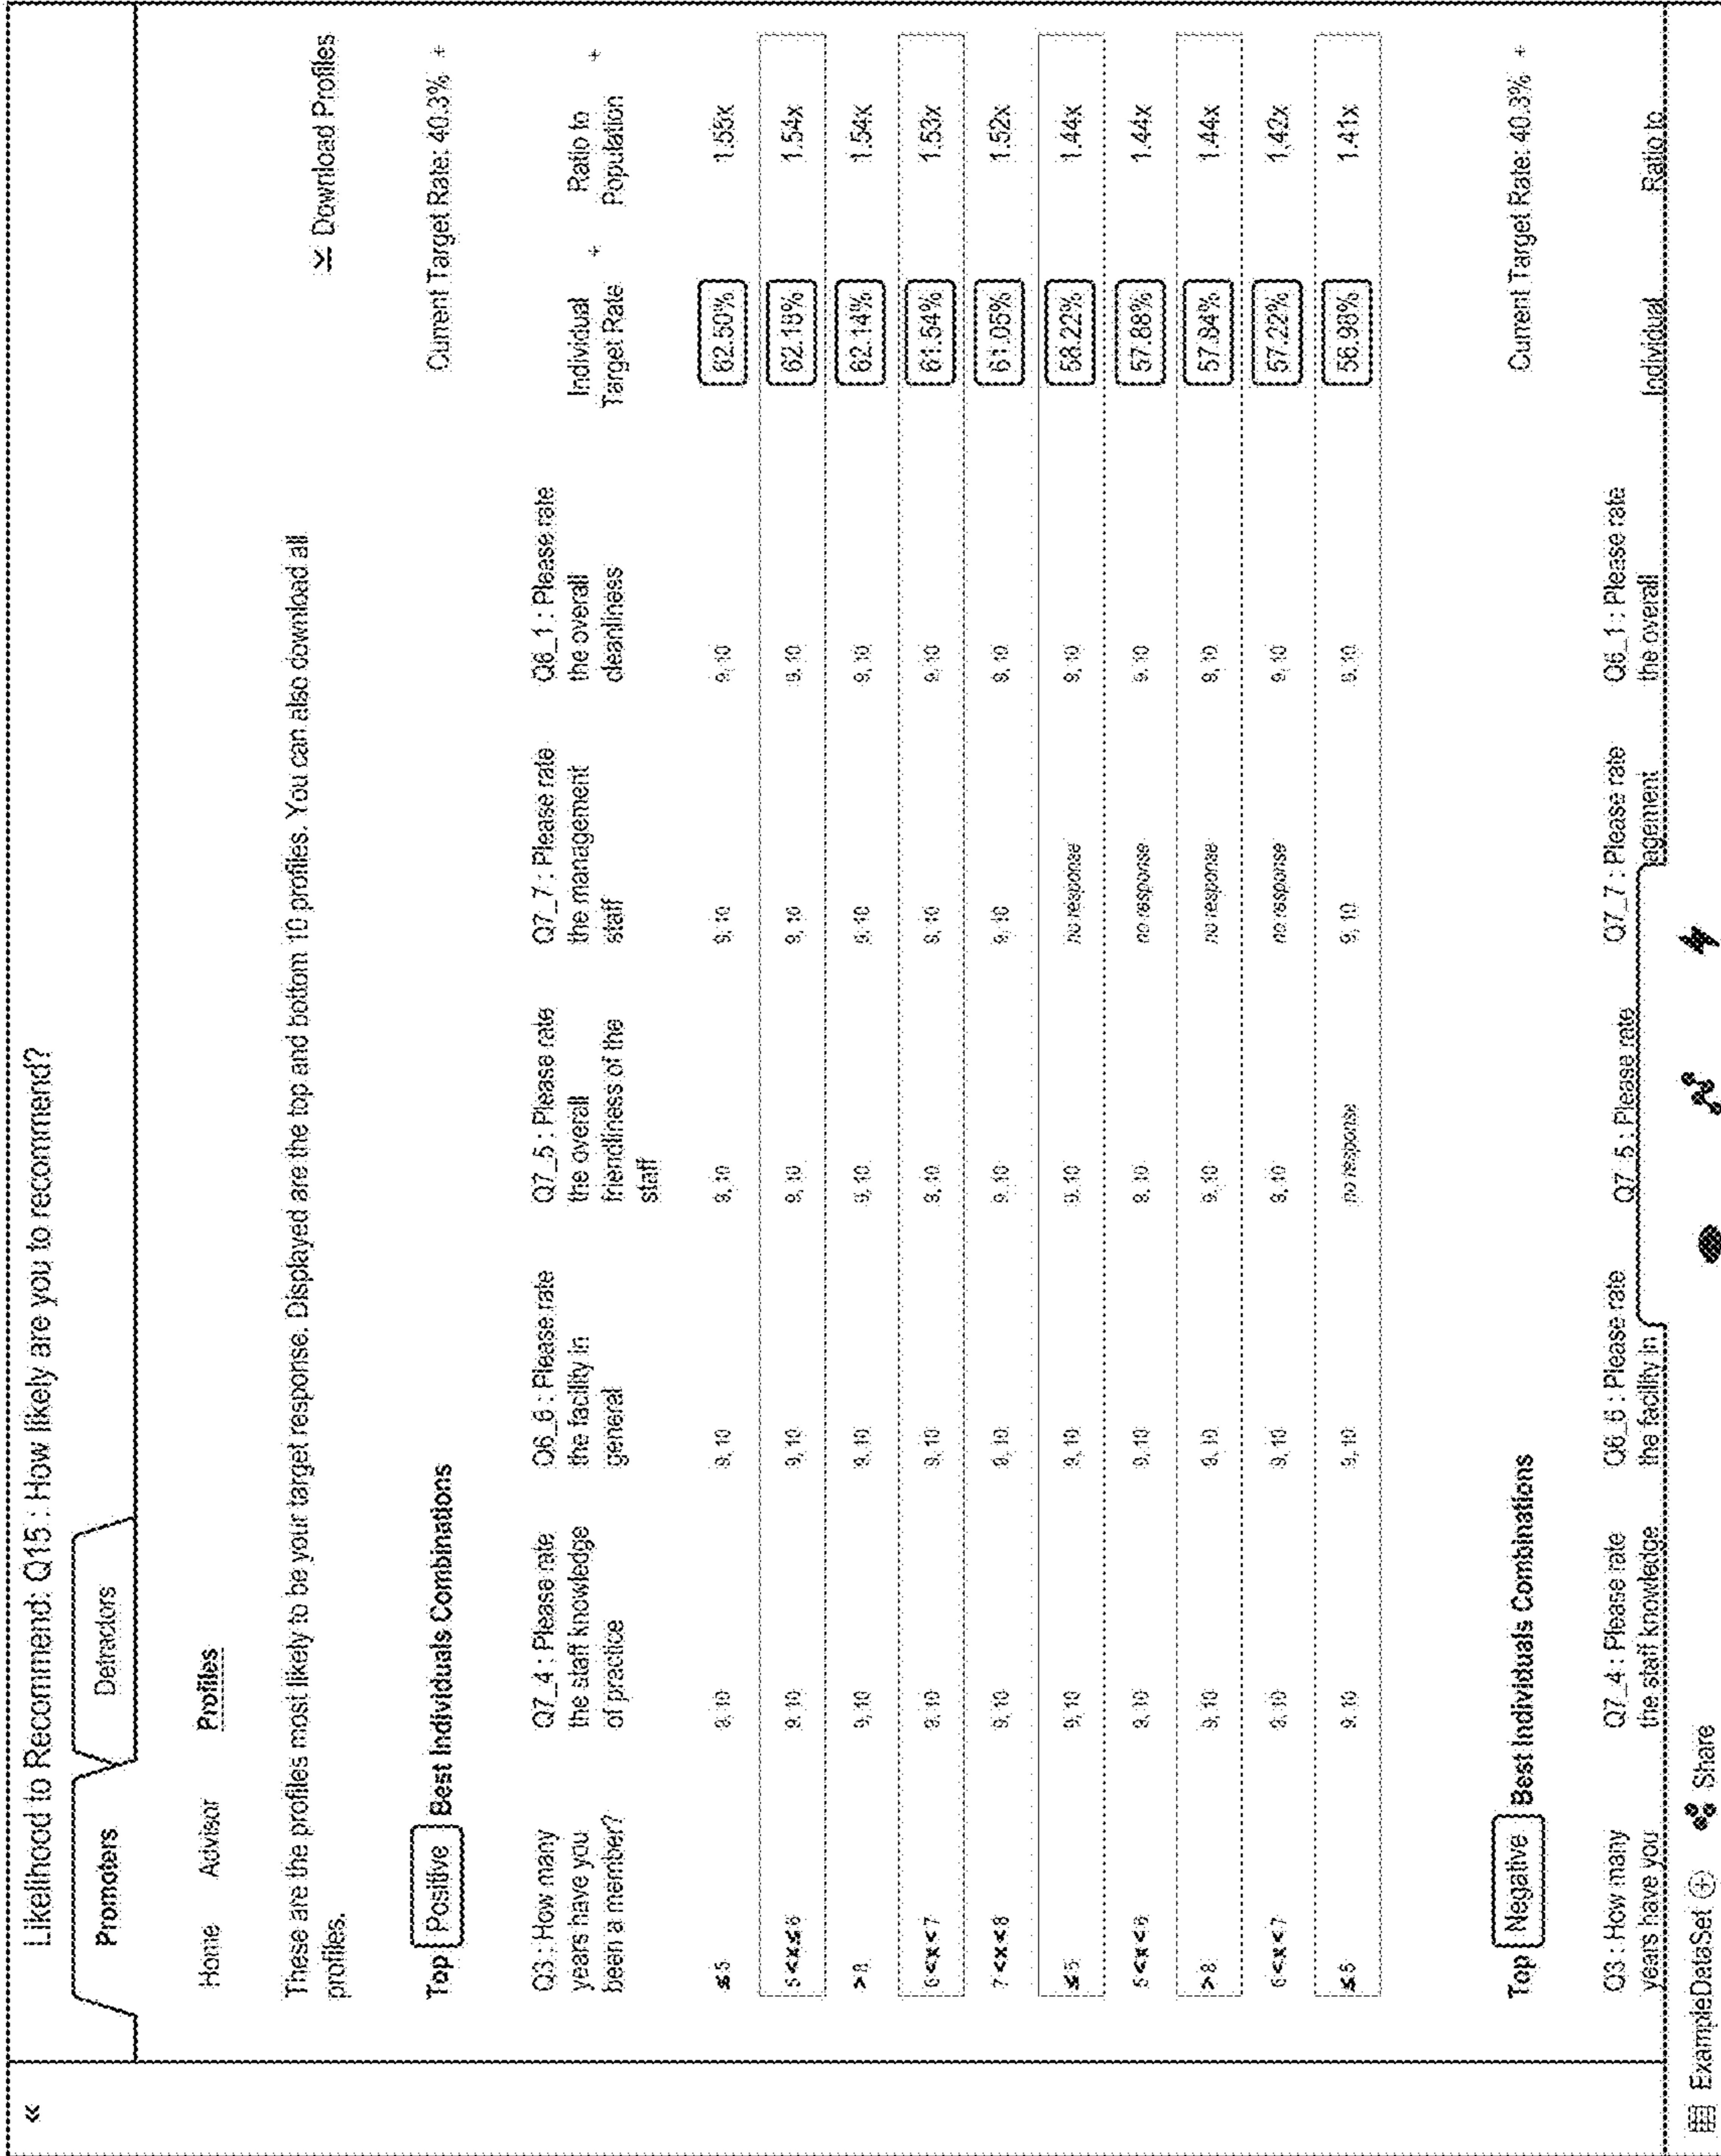 «
Likelihood to Recommend: Q15 : How likely are you to recommend?
Promoters Detractors
Home Advisor Profiles
These are the profiles most likely to be your target response. Displayed are the top and bottom 10 profiles. You can also download all
profiles.
Download Profiles
Top Positive Best Individuals Combinations Current Target Rate: 40.3% +
Q3 : How many Q7_4 : Please rate Q6_6 : Please rate Q7_5 : Please rate Q7_7 : Please rate Q6_1 : Please rate Individual Ratio to
years have you the staff knowledge the facility in the overall the management the overall Target Rate + Population +
been a member? of practice general friendliness of the staff cleanliness
staff
≤5 9, 10 9, 10 9, 10 9, 10 9, 10 62.50% 1.55x
5<x≤6 9, 10 9, 10 9, 10 9, 10 9, 10 62.18% 1.54x
>8 9, 10 9, 10 9, 10 9, 10 9, 10 62.14% 1.54x
6<x<7 9, 10 9, 10 9, 10 9, 10 9, 10 61.54% 1.53x
7<x≤8 9, 10 9, 10 9, 10 9, 10 9, 10 61.05% 1.52x
≤5 9, 10 9, 10 9, 10 no response 9, 10 58.22% 1.44x
5<x<6 9, 10 9, 10 9, 10 no response 9, 10 57.88% 1.44x
>8 9, 10 9, 10 9, 10 no response 9, 10 57.84% 1.44x
6<x<7 9, 10 9, 10 9, 10 no response 9, 10 57.22% 1.42x
≤5 9, 10 9, 10 no response 9, 10 9, 10 56.98% 1.41x
Top Negative Best Individuals Combinations Current Target Rate: 40.3% +
Q3 : How many Q7_4 : Please rate Q6_6 : Please rate Q7_5 : Please rate Q7_7 : Please rate Q6_1 : Please rate Individual Ratio to
years have you the staff knowledge the facility in agement the overall
ExampleDataSet Share